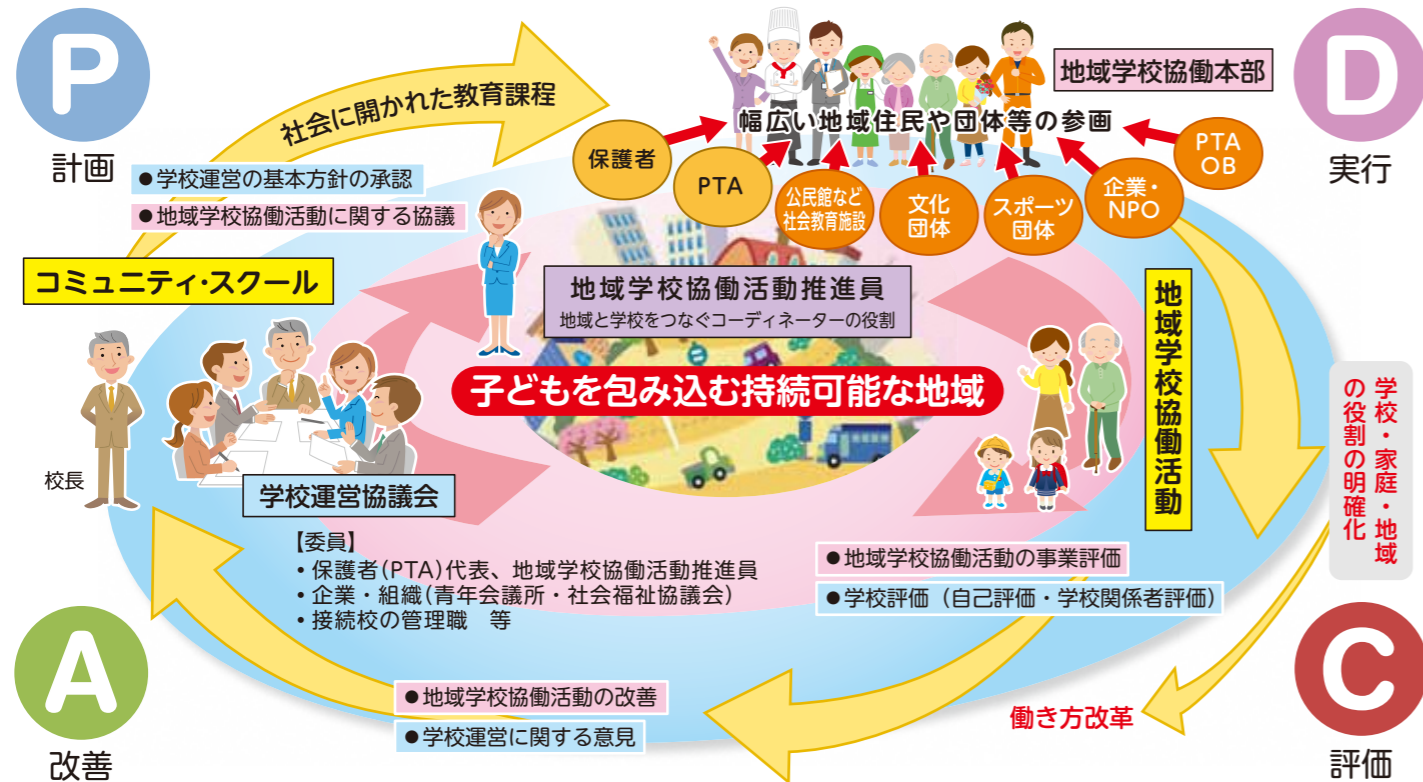 P
計画
社会に開かれた教育課程
地域学校協働本部
D
実行
幅広い地域住民や団体等の参画
保護者
PTA
公民館など
社会教育施設
文化
団体
スポーツ
団体
企業・
NPO
PTA
OB
●学校運営の基本方針の承認
●地域学校協働活動に関する協議
コミュニティ・スクール
地域学校協働活動推進員
地域と学校をつなぐコーディネーターの役割
地域学校協働活動
子どもを包み込む持続可能な地域
学校・家庭・地域
の役割の明確化
校長
学校運営協議会
【委員】
・保護者(PTA)代表、地域学校協働活動推進員
・企業・組織(青年会議所・社会福祉協議会)
・接続校の管理職　等
●地域学校協働活動の事業評価
●学校評価（自己評価・学校関係者評価）
A
改善
●地域学校協働活動の改善
●学校運営に関する意見
働き方改革
C
評価